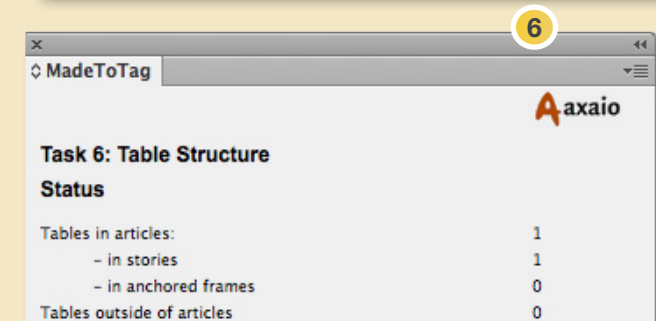 6
MadeToTag
axaio
Task 6: Table Structure
Status
Tables in articles: 1
– in stories 1
– in anchored frames 0
Tables outside of articles 0